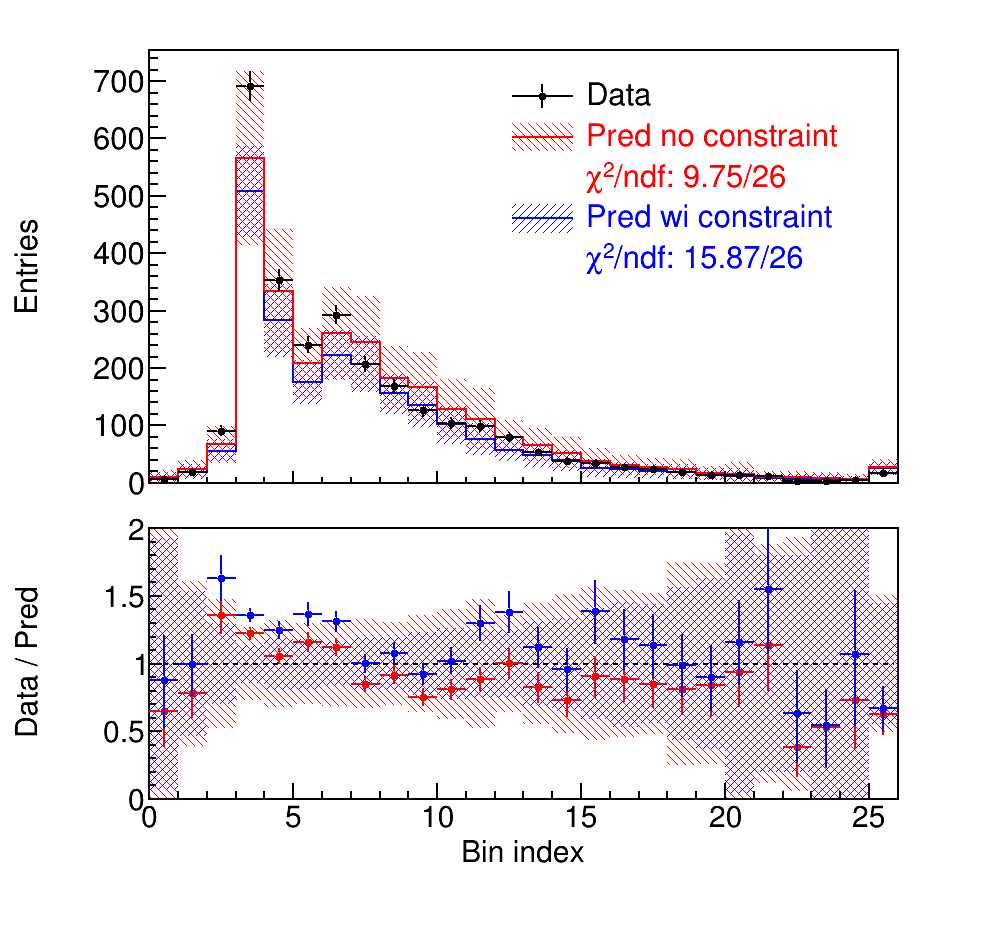 Entries
700
600
500
400
300
200
100
0
Data
Pred no constraint
χ²/ndf: 9.75/26
Pred wi constraint
χ²/ndf: 15.87/26
Data / Pred
2
1.5
1
0.5
0
0 5 10 15 20 25
Bin index